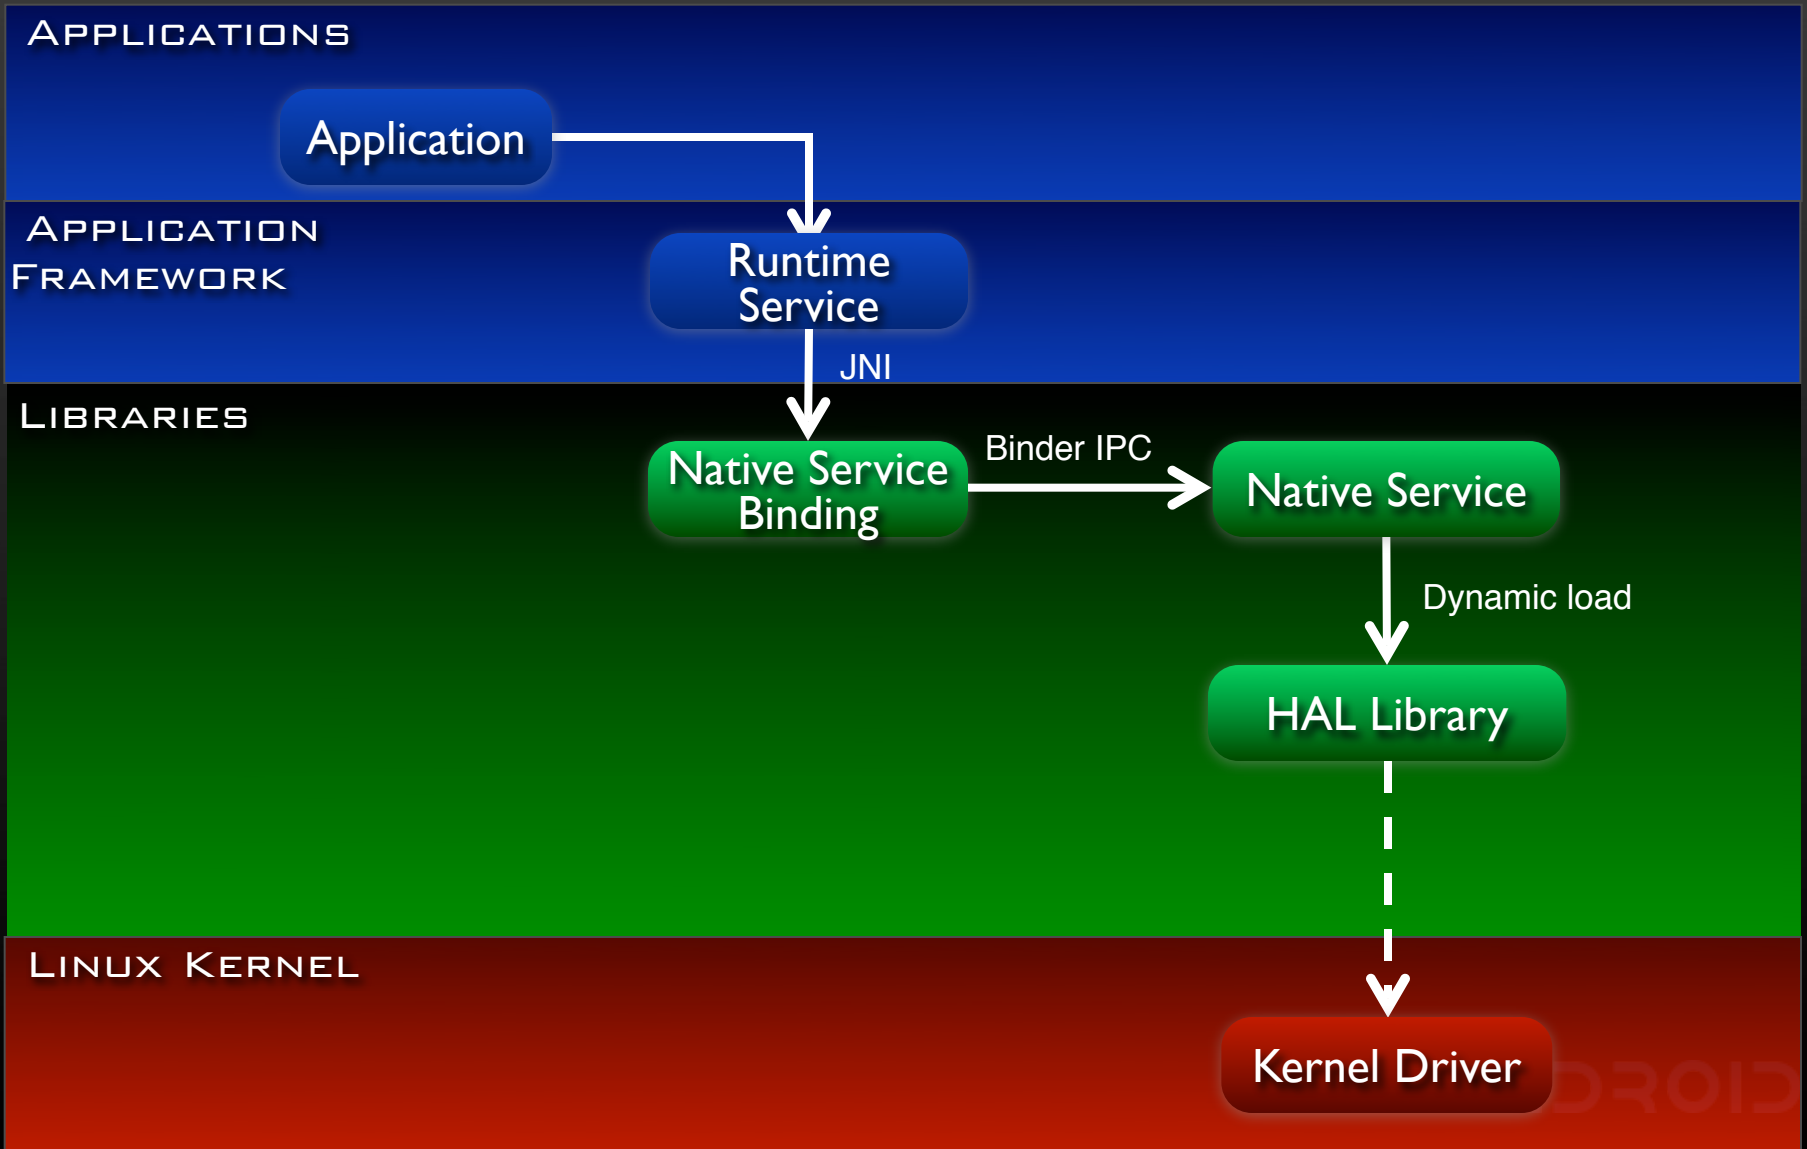 APPLICATIONS
Application
APPLICATION
FRAMEWORK
Runtime
Service
JNI
LIBRARIES
Native Service
Binding
Binder IPC
Native Service
Dynamic load
HAL Library
LINUX KERNEL
Kernel Driver
DROID